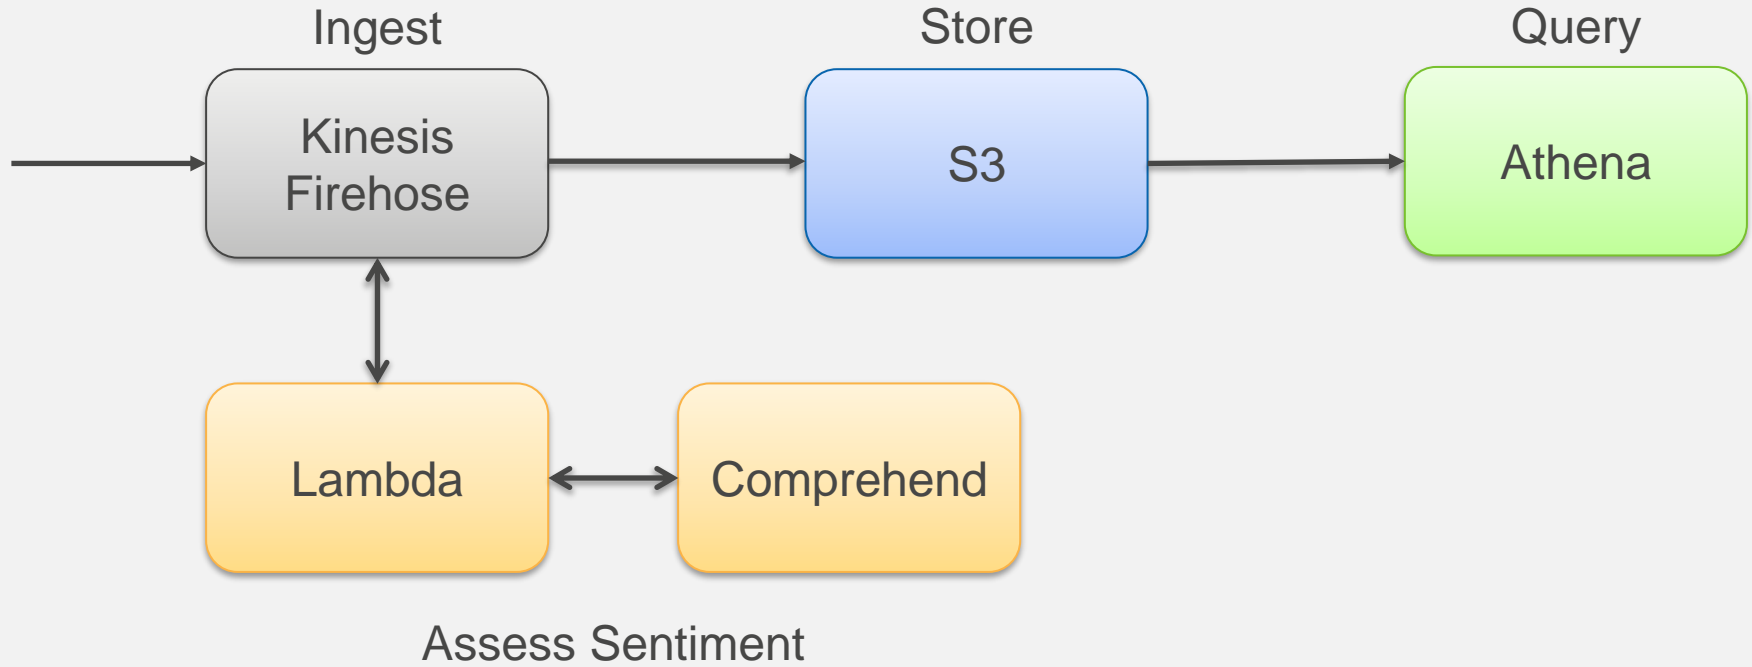 Ingest
Store
Query
Kinesis
Firehose
S3
Athena
Lambda
Comprehend
Assess Sentiment